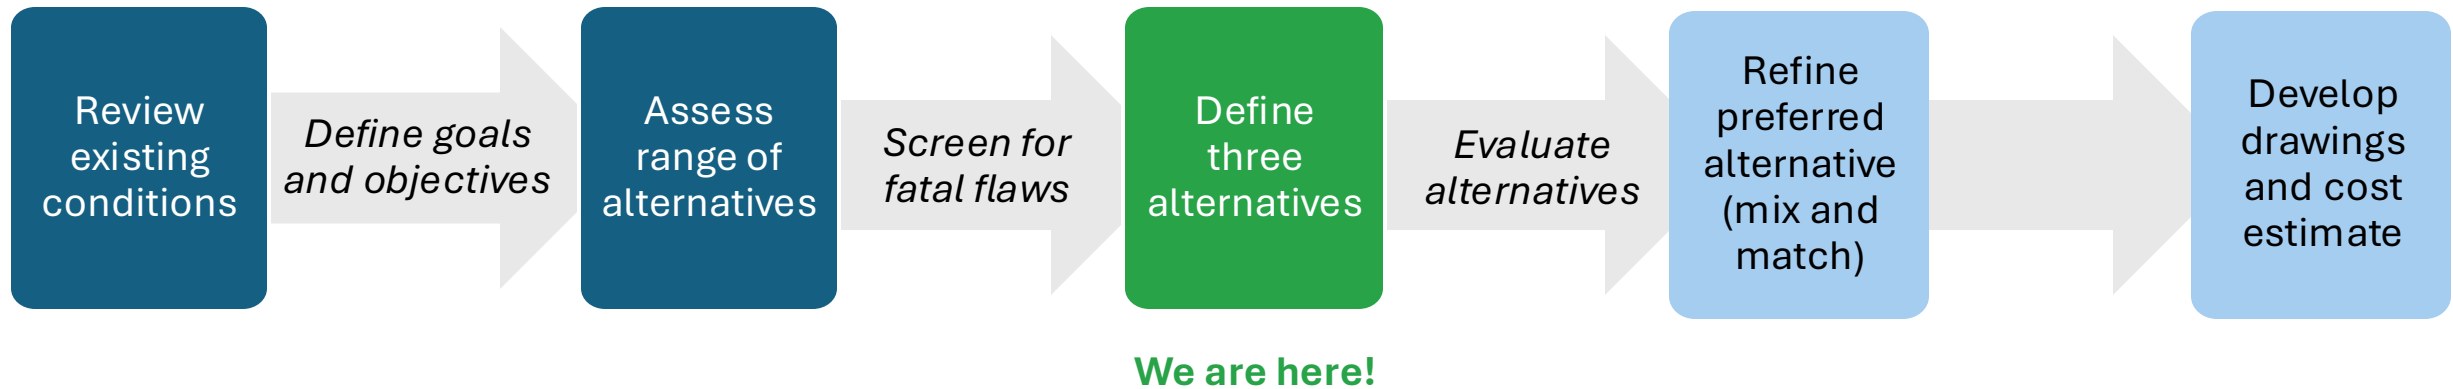 Review
existing
conditions
Define goals
and objectives
Assess
range of
alternatives
Screen for
fatal flaws
Define
three
alternatives
Evaluate
alternatives
Refine
preferred
alternative
(mix and
match)
Develop
drawings
and cost
estimate
We are here!